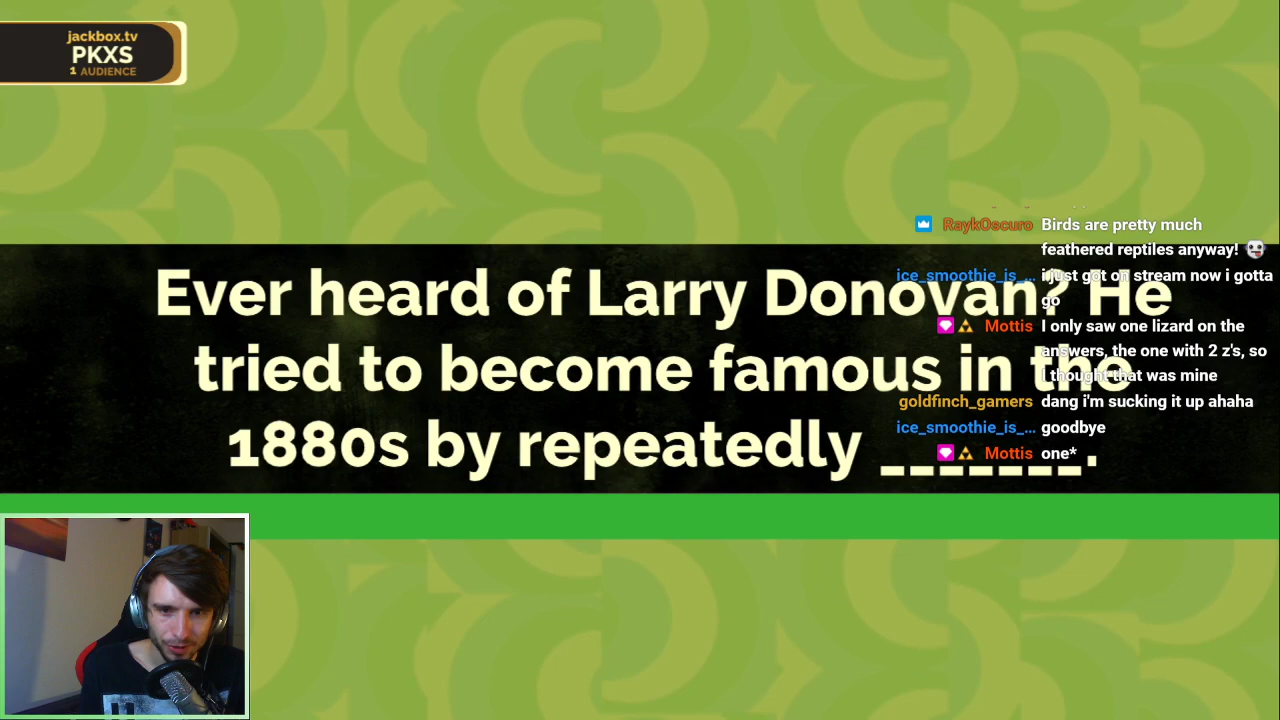 jackbox.tv
PKXS
1 AUDIENCE
Ever heard of Larry Donovan? He
tried to become famous in the
1880s by repeatedly _______.
RaykOscuro Birds are pretty much
feathered reptiles anyway!
ice_smoothie_is_... i just got on stream now i gotta
go
Mottis I only saw one lizard on the
answers, the one with 2 z's, so
I thought that was mine
goldfinch_gamers dang i'm sucking it up ahaha
ice_smoothie_is_... goodbye
Mottis one*